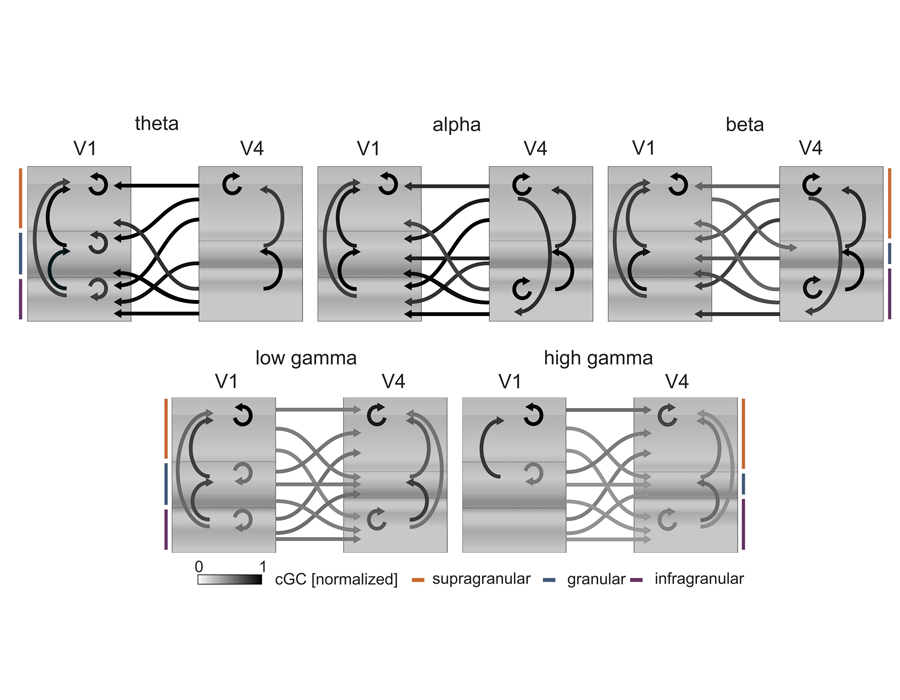 theta
alpha
beta
V1
V4
V1
V4
V1
V4
low gamma
high gamma
V1
V4
V1
V4
0
1
cGC [normalized]
supragranular
granular
infragranular